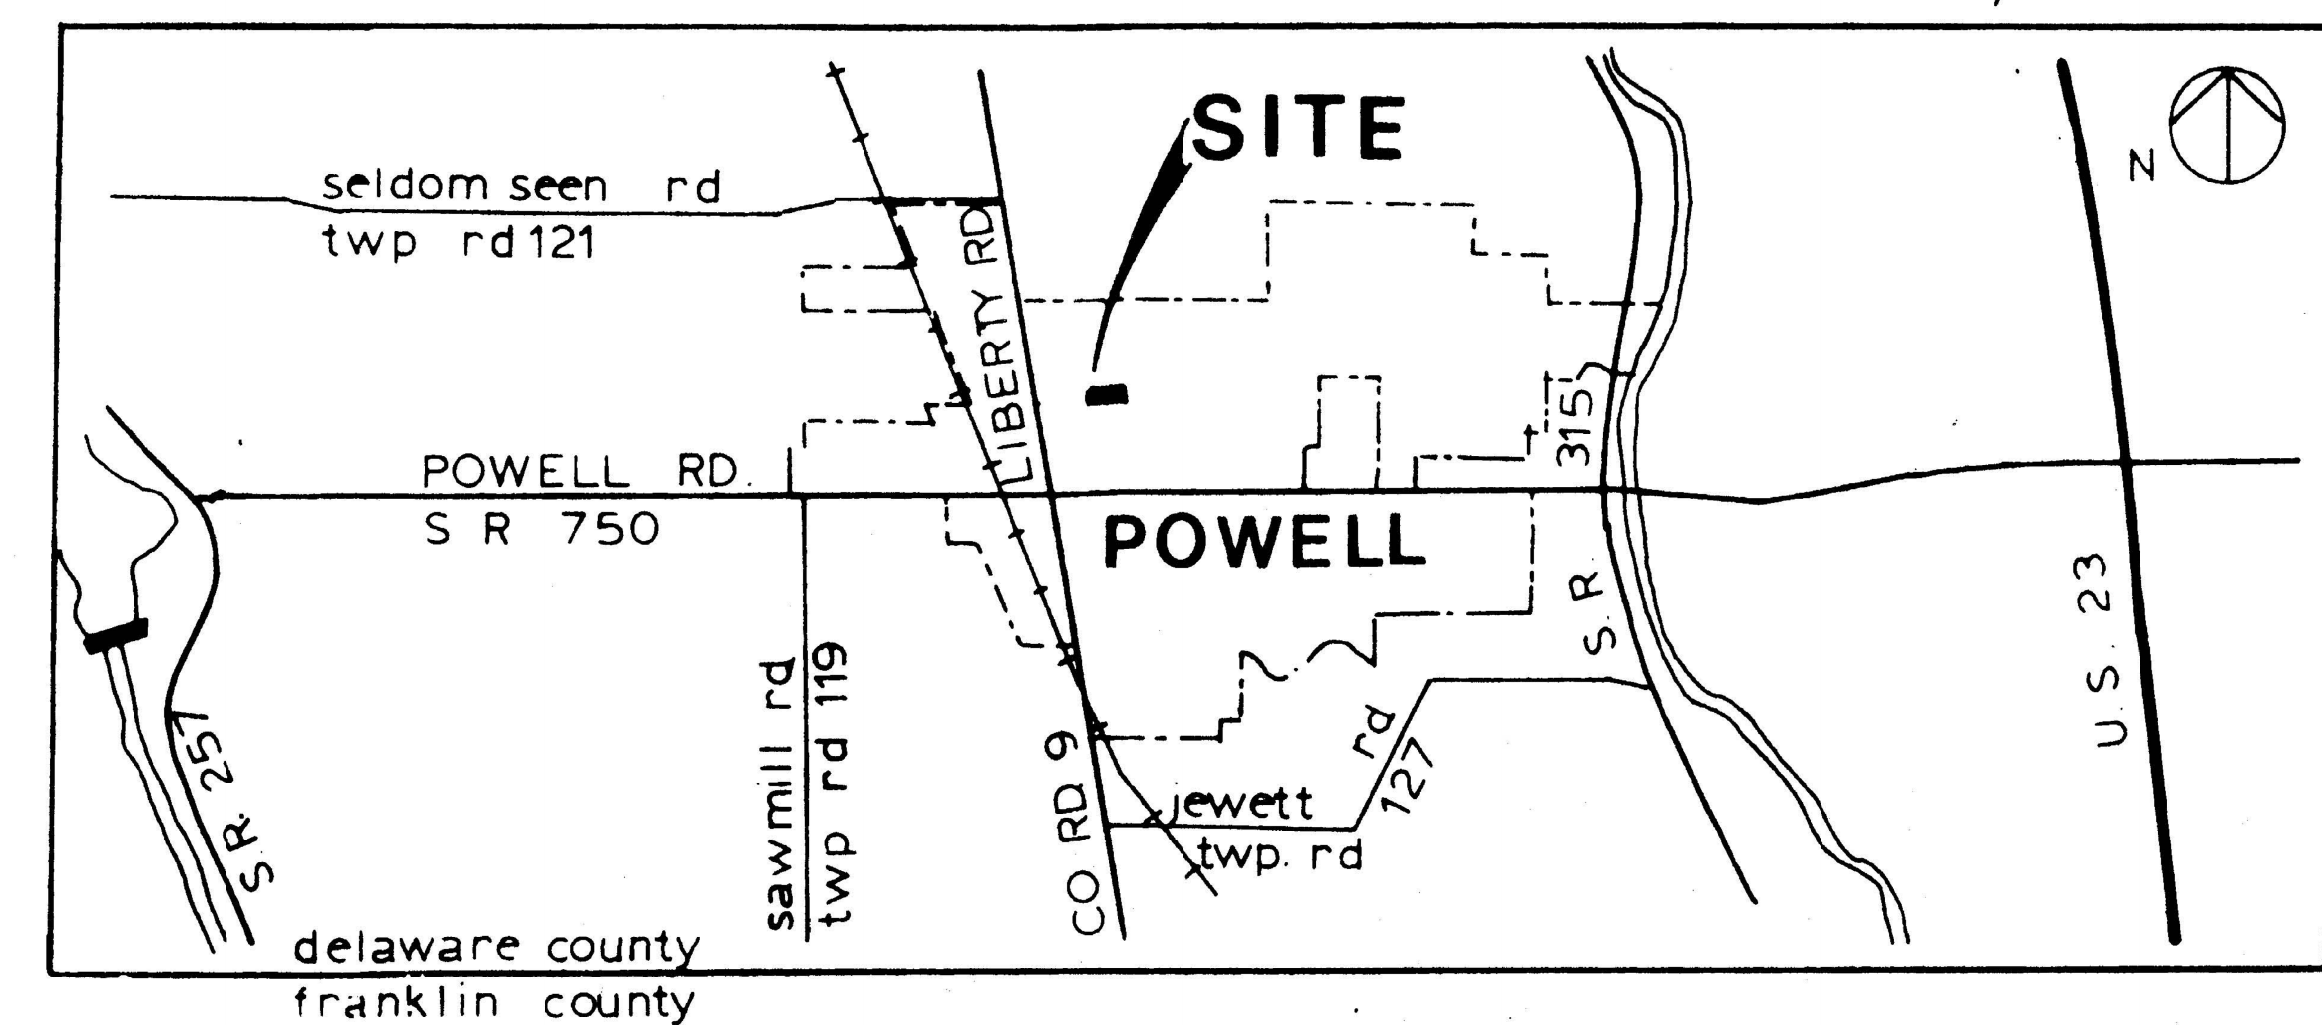 SITE
N
seldom seen rd
twp rd 121
LIBERTY RD
POWELL RD.
S R 750
POWELL
S. R. 315
U.S. 23
S.R. 257
sawmill rd
twp rd 119
CO RD 9
jewett rd
twp. rd 127
delaware county
franklin county